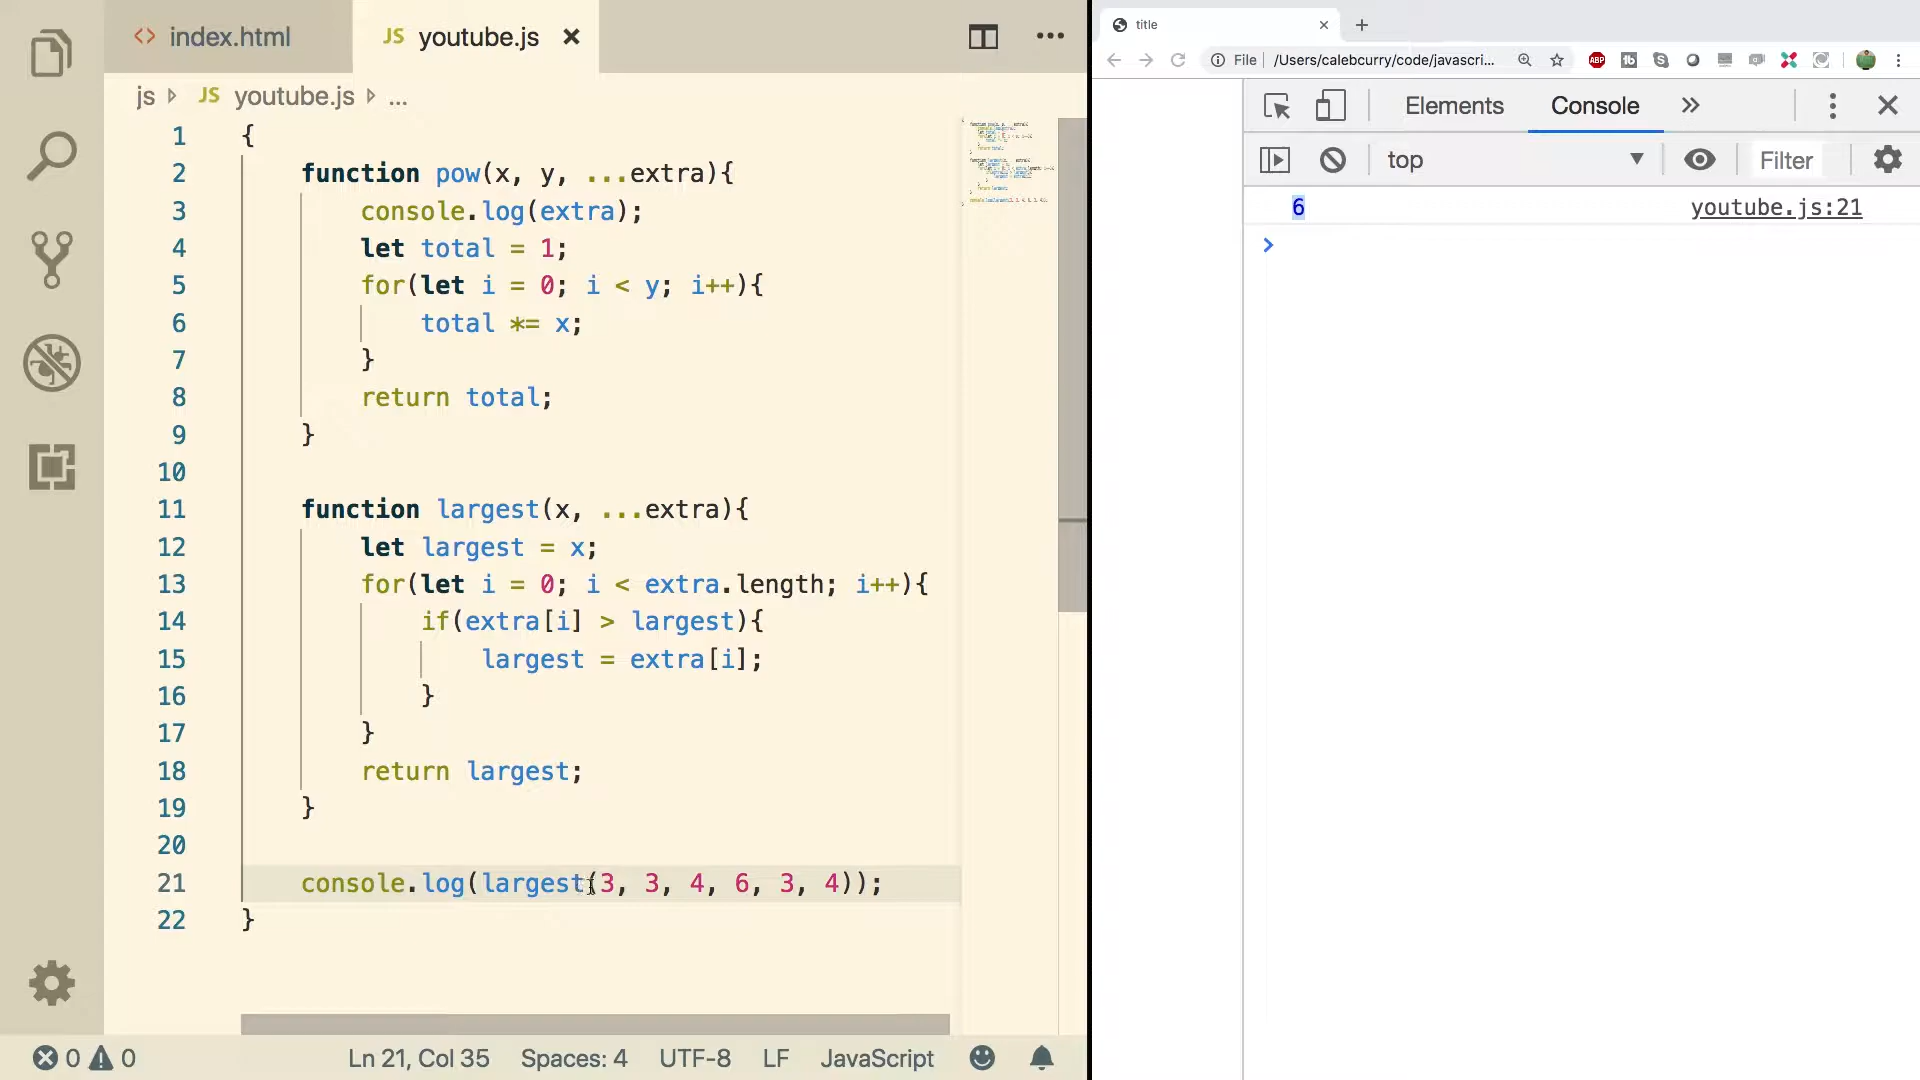 <> index.html
JS youtube.js ×
js JS youtube.js ...
1 {
2     function pow(x, y, ...extra){
3         console.log(extra);
4         let total = 1;
5         for(let i = 0; i < y; i++){
6             total *= x;
7         }
8         return total;
9     }
10
11     function largest(x, ...extra){
12         let largest = x;
13         for(let i = 0; i < extra.length; i++){
14             if(extra[i] > largest){
15                 largest = extra[i];
16             }
17         }
18         return largest;
19     }
20
21     console.log(largest(3, 3, 4, 6, 3, 4));
22 }
0 0 Ln 21, Col 35 Spaces: 4 UTF-8 LF JavaScript
title
File /Users/calebcurry/code/javascri... ABP
Elements Console
top Filter
6 youtube.js:21